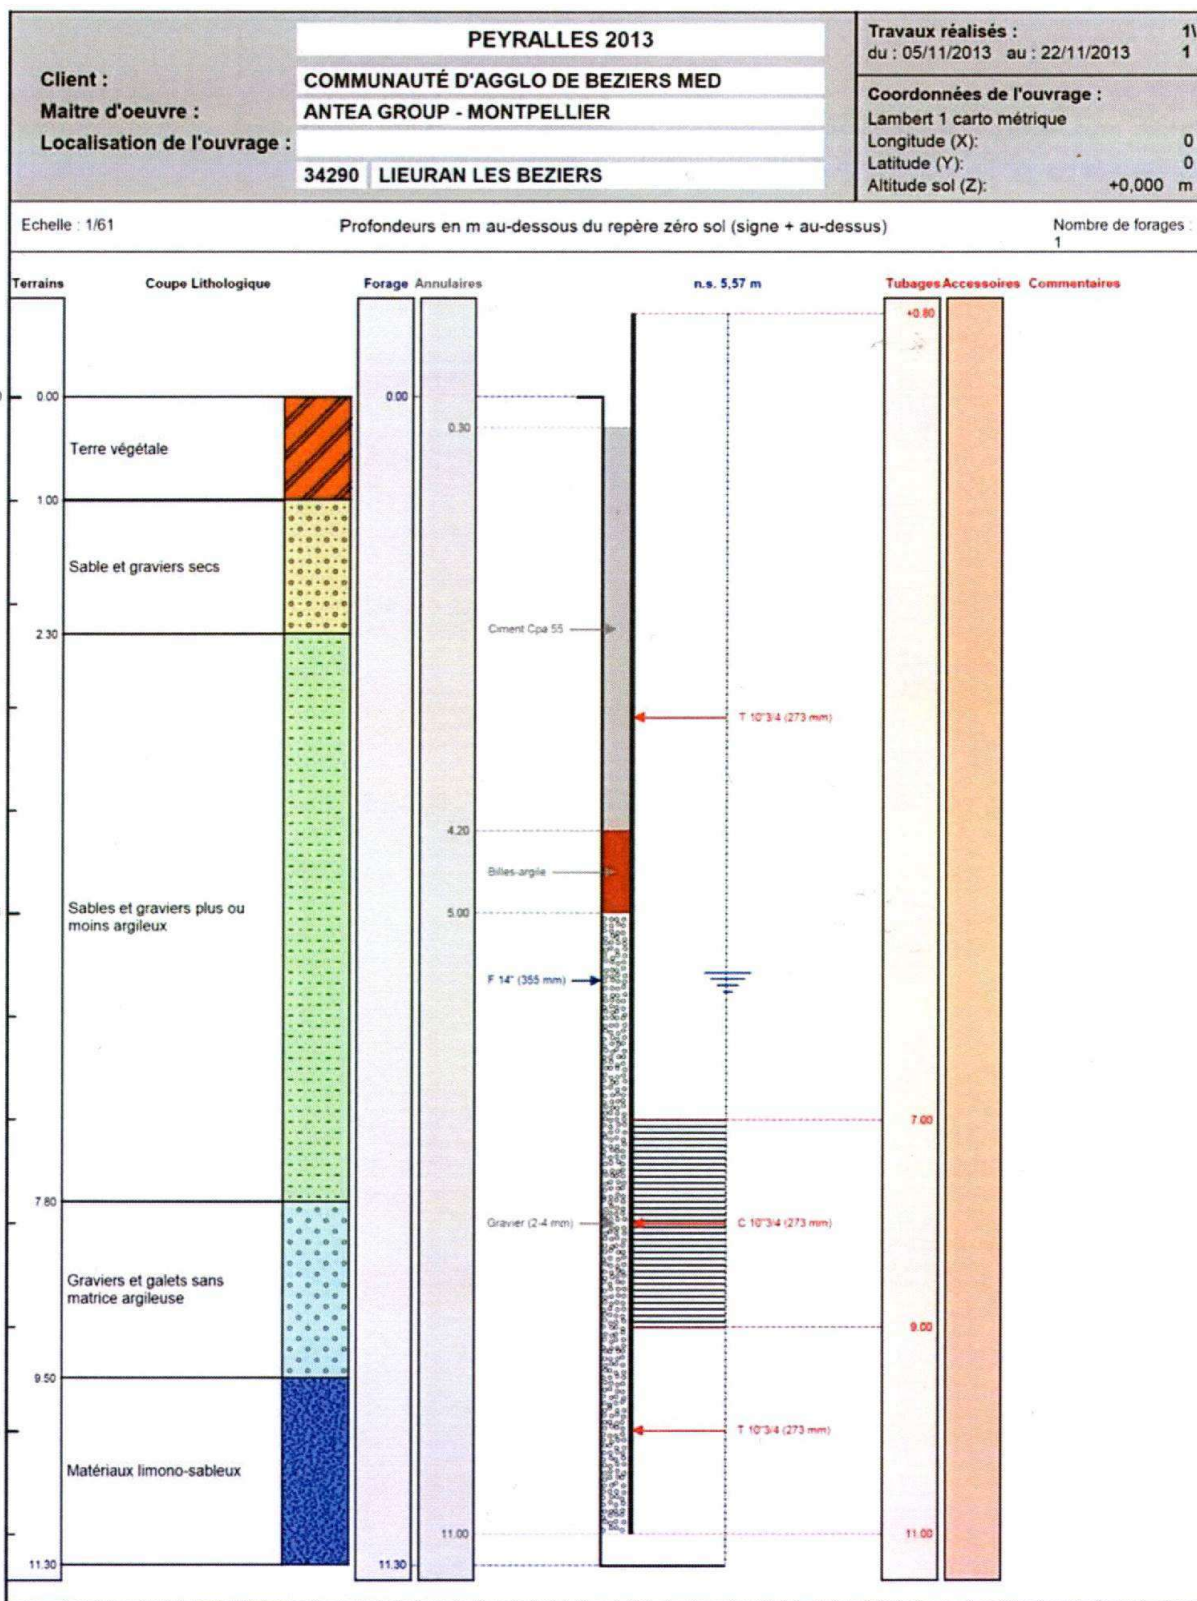 PEYRALLES 2013
Client :
COMMUNAUTÉ D'AGGLO DE BEZIERS MED
Maitre d'oeuvre :
ANTEA GROUP - MONTPELLIER
Localisation de l'ouvrage :
34290 LIEURAN LES BEZIERS
Travaux réalisés :
du : 05/11/2013 au : 22/11/2013
Coordonnées de l'ouvrage :
Lambert 1 carto métrique
Longitude (X): 0
Latitude (Y): 0
Altitude sol (Z): +0,000 m
Echelle : 1/61
Profondeurs en m au-dessous du repère zéro sol (signe + au-dessus)
Nombre de forages :
1
Terrains Coupe Lithologique Forage Annulaires n.s. 5,57 m Tubages Accessoires Commentaires
+0.80
0.00 0.00
0.30
Terre végétale
1.00
Sable et graviers secs
2.30
Ciment Cpa 55
T 10"3/4 (273 mm)
4.20
Billes-argile
Sables et graviers plus ou
moins argileux
5.00
F 14" (355 mm)
7.00
7.80
Gravier (2-4 mm) C 10"3/4 (273 mm)
Graviers et galets sans
matrice argileuse
9.00
9.50
T 10"3/4 (273 mm)
Matériaux limono-sableux
11.00 11.00
11.30 11.30